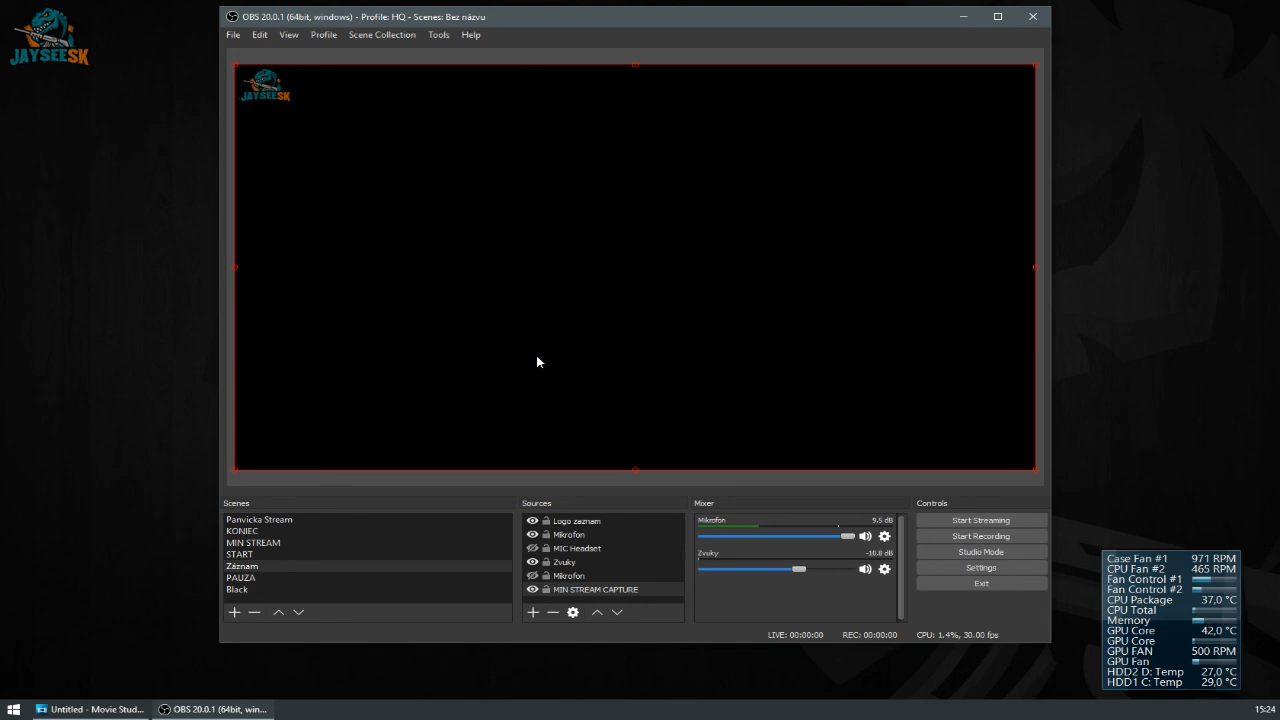 JAYSEESK
OBS 20.0.1 (64bit, windows) - Profile: HQ - Scenes: Bez názvu
File Edit View Profile Scene Collection Tools Help
JAYSEESK
Scenes
Panvicka Stream
KONIEC
MIN STREAM
START
Záznam
PAUZA
Black
Sources
Logo zaznam
Mikrofon
MIC Headset
Zvuky
Mikrofon
MIN STREAM CAPTURE
Mixer
Mikrofon 9.5 dB
Zvuky -10.8 dB
Controls
Start Streaming
Start Recording
Studio Mode
Settings
Exit
LIVE: 00:00:00 REC: 00:00:00 CPU: 1.4%, 30.00 fps
Case Fan #1 971 RPM
CPU Fan #2 465 RPM
Fan Control #1
Fan Control #2
CPU Package 37,0 °C
CPU Total
Memory
GPU Core 42,0 °C
GPU Core
GPU FAN 500 RPM
GPU Fan
HDD2 D: Temp 27,0 °C
HDD1 C: Temp 29,0 °C
Untitled - Movie Stud... OBS 20.0.1 (64bit, win... 15:24